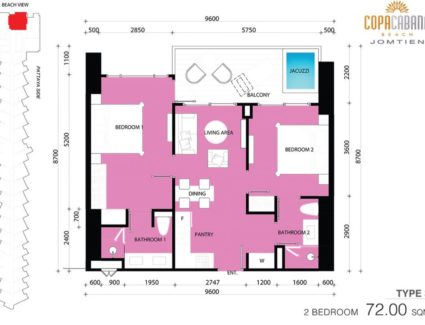 BEACH VIEW
PATTAYA SIDE
COPACABANA
BEACH
JOMTIEN
9600
500 2850 5750 500
1100
5200
8700
700
2400
2200
3600
8700
2900
JACUZZI
BALCONY
BEDROOM 1
LIVING AREA
BEDROOM 2
DINING
F
PANTRY
BATHROOM 1
BATHROOM 2
W
ENT.
600 900 1950 2747 1200 1600 600
9600
TYPE
2 BEDROOM 72.00 SQM